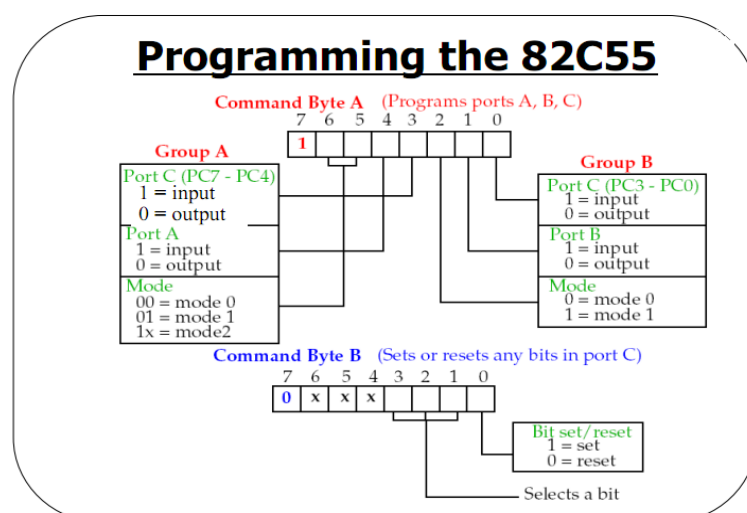 Programming the 82C55
Command Byte A (Programs ports A, B, C)
7 6 5 4 3 2 1 0
1
Group A
Port C (PC7 - PC4)
1 = input
0 = output
Port A
1 = input
0 = output
Mode
00 = mode 0
01 = mode 1
1x = mode2
Group B
Port C (PC3 - PC0)
1 = input
0 = output
Port B
1 = input
0 = output
Mode
0 = mode 0
1 = mode 1
Command Byte B (Sets or resets any bits in port C)
7 6 5 4 3 2 1 0
0 x x x
Bit set/reset
1 = set
0 = reset
Selects a bit